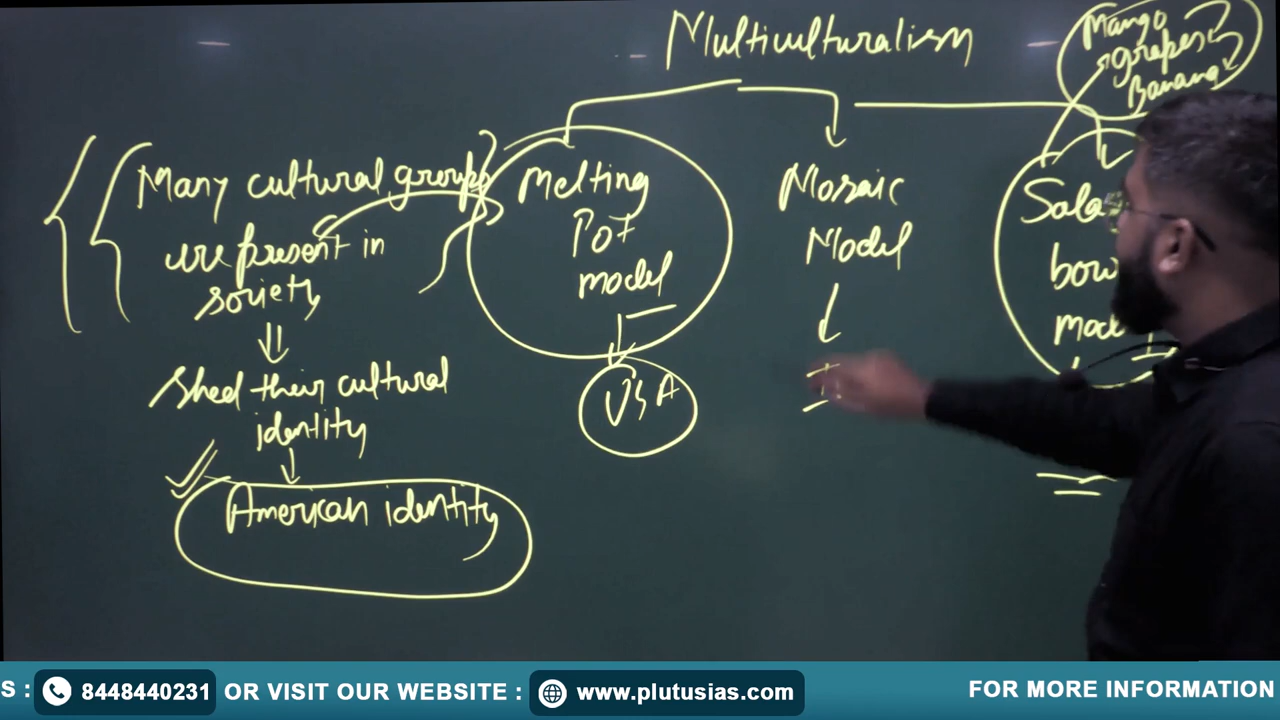 Multiculturalism
Mango
grapes
Banana
Many cultural groups
are present in
society
Shed their cultural
identity
American identity
Melting
Pot
model
USA
Mosaic
Model
bow
S : 8448440231 OR VISIT OUR WEBSITE : www.plutusias.com FOR MORE INFORMATION